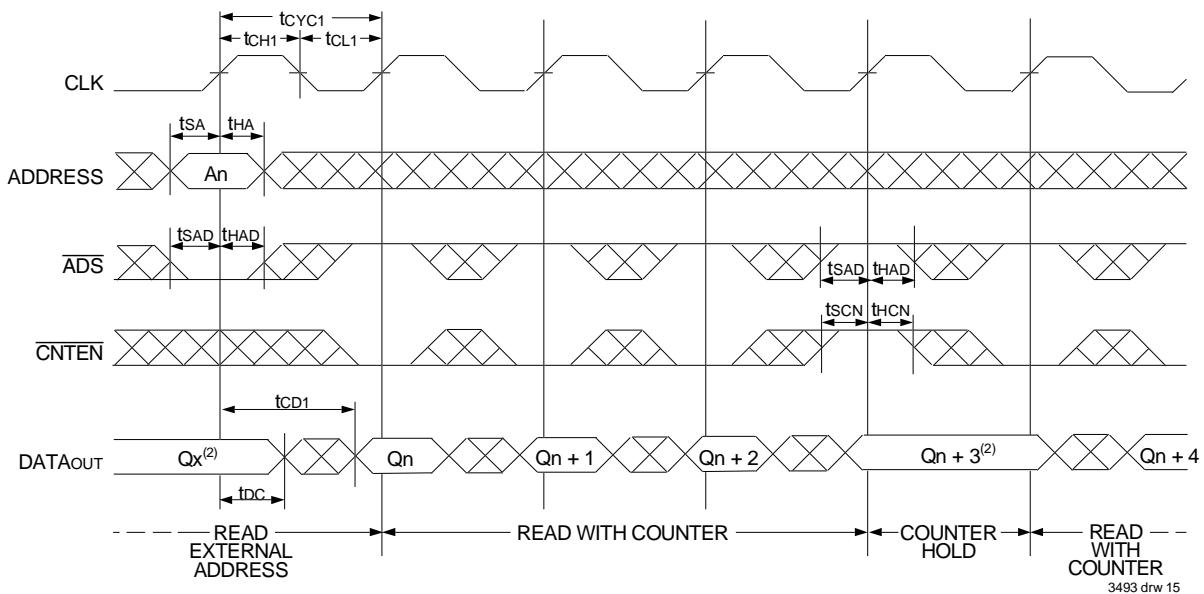 tCYC1
tCH1 tCL1
CLK
tSA tHA
ADDRESS An
tSAD tHAD
ADS
tSAD tHAD
tSCN tHCN
CNTEN
tCD1
DATAOUT Qx(2) Qn Qn + 1 Qn + 2 Qn + 3(2) Qn + 4
tDC
READ EXTERNAL ADDRESS
READ WITH COUNTER
COUNTER HOLD
READ WITH COUNTER
3493 drw 15